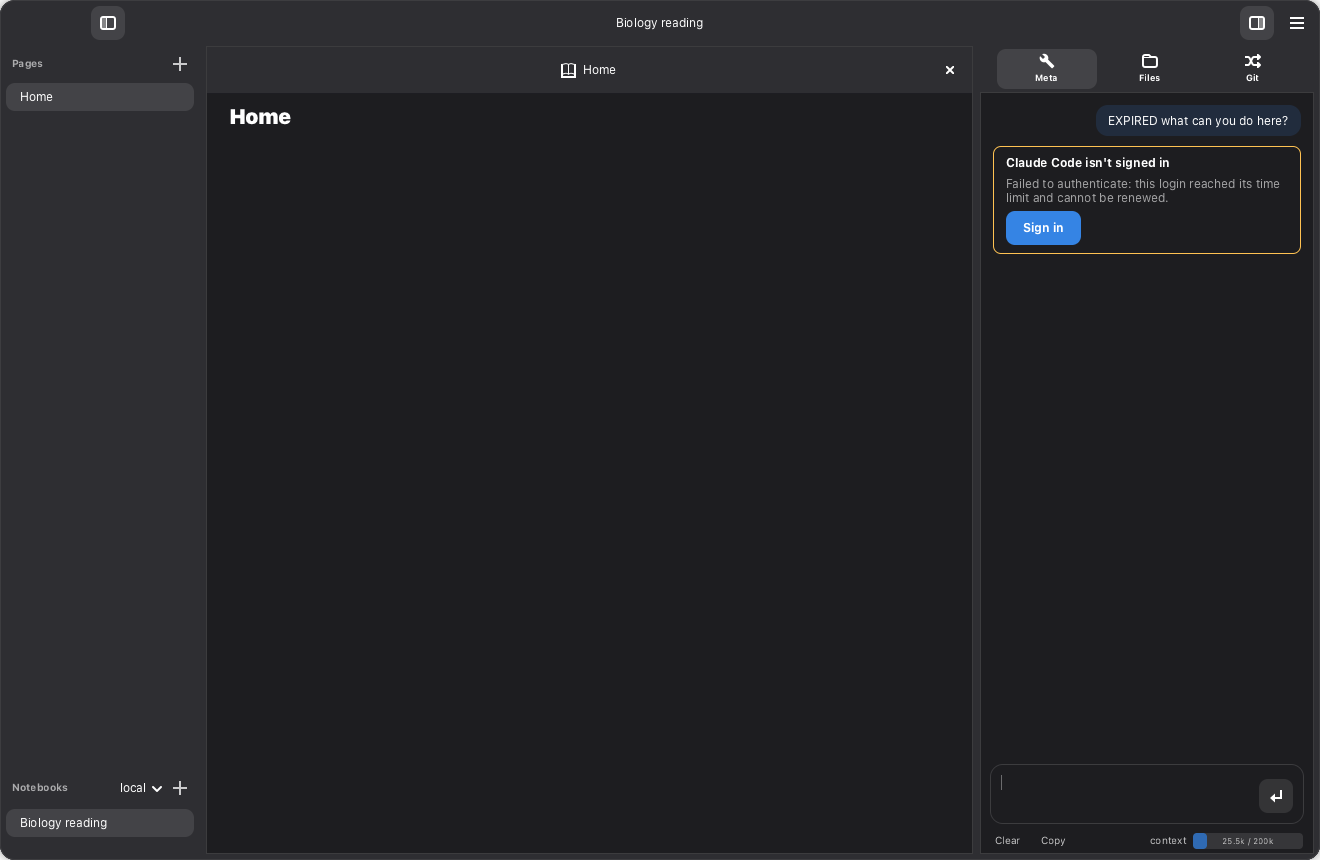 Biology reading
Pages
Home
Home
Home
Meta
Files
Git
EXPIRED what can you do here?
Claude Code isn't signed in
Failed to authenticate: this login reached its time
limit and cannot be renewed.
Sign in
Notebooks
local
Biology reading
Clear
Copy
context
25.5k / 200k